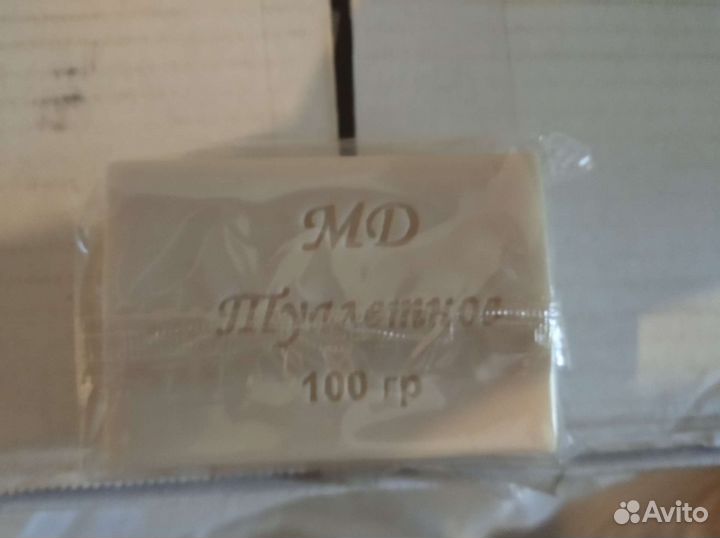 МД
Туалетное
100 гр
Avito